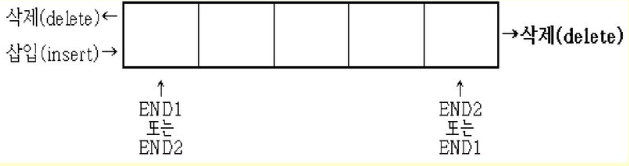 삭제(delete)←
삽입(insert)→
→삭제(delete)
↑
END1
또는
END2
↑
END2
또는
END1